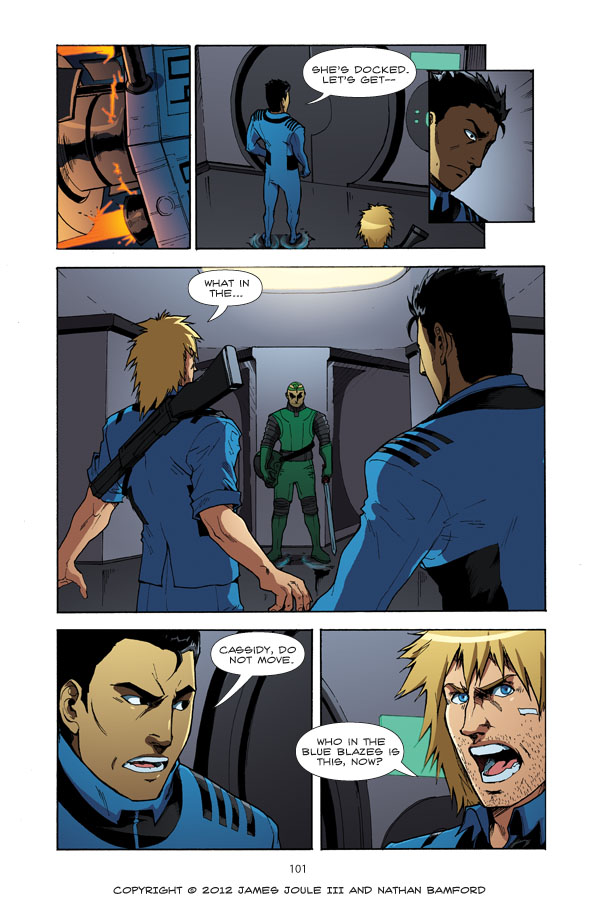 SHE'S DOCKED.
LET'S GET--
WHAT IN
THE...
CASSIDY, DO
NOT MOVE.
WHO IN THE
BLUE BLAZES IS
THIS, NOW?
101
COPYRIGHT © 2012 JAMES JOULE III AND NATHAN BAMFORD